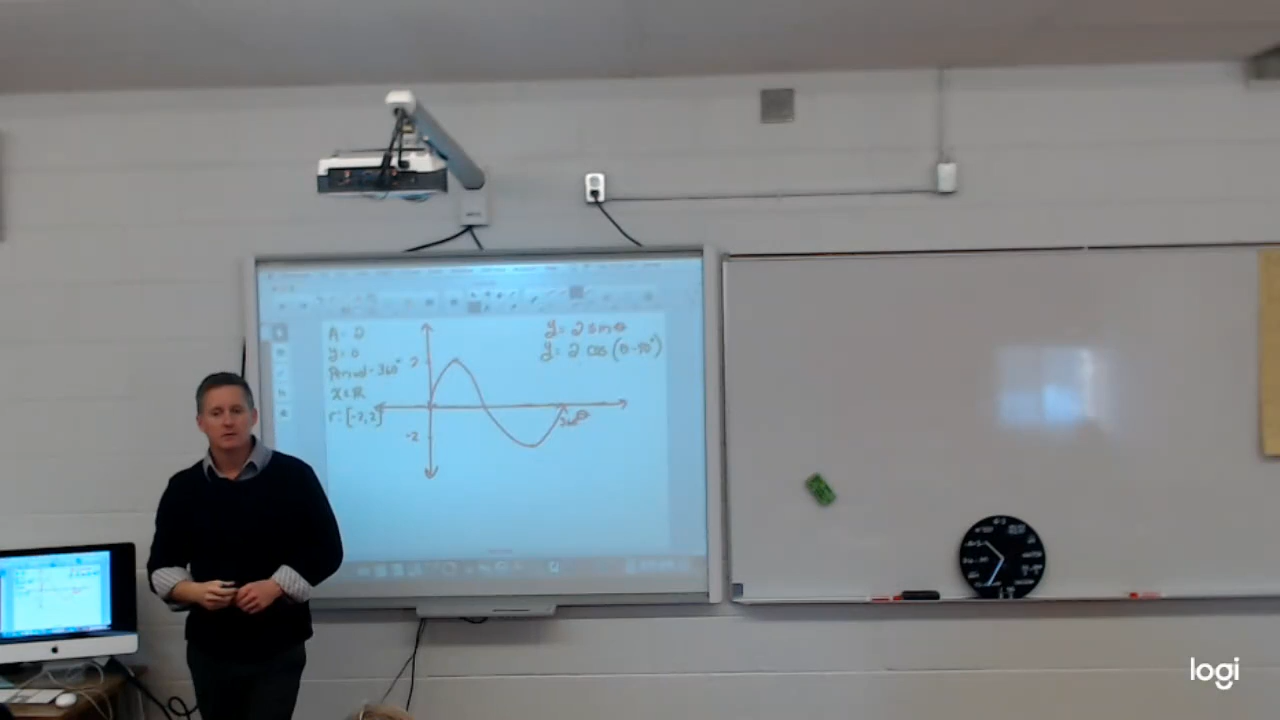 A = 2
y = 0
Period = 360°
x ε R
r: [-2, 2]
2
-2
360°
θ
y = 2 sin θ
y = 2 cos (θ - 90°)
logi